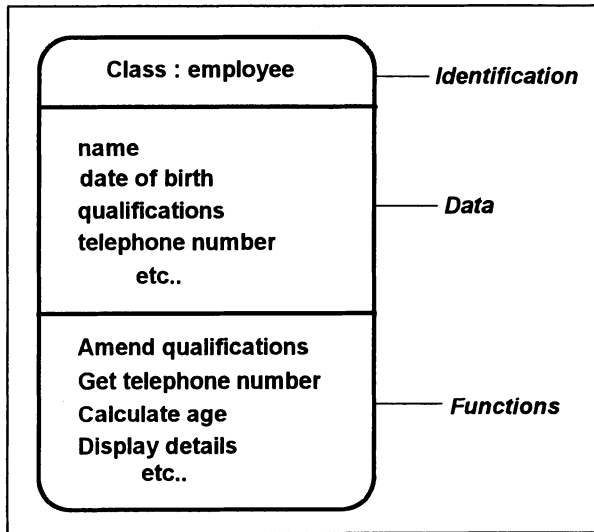 Class : employee
Identification
name
date of birth
qualifications
telephone number
etc..
Data
Amend qualifications
Get telephone number
Calculate age
Display details
etc..
Functions